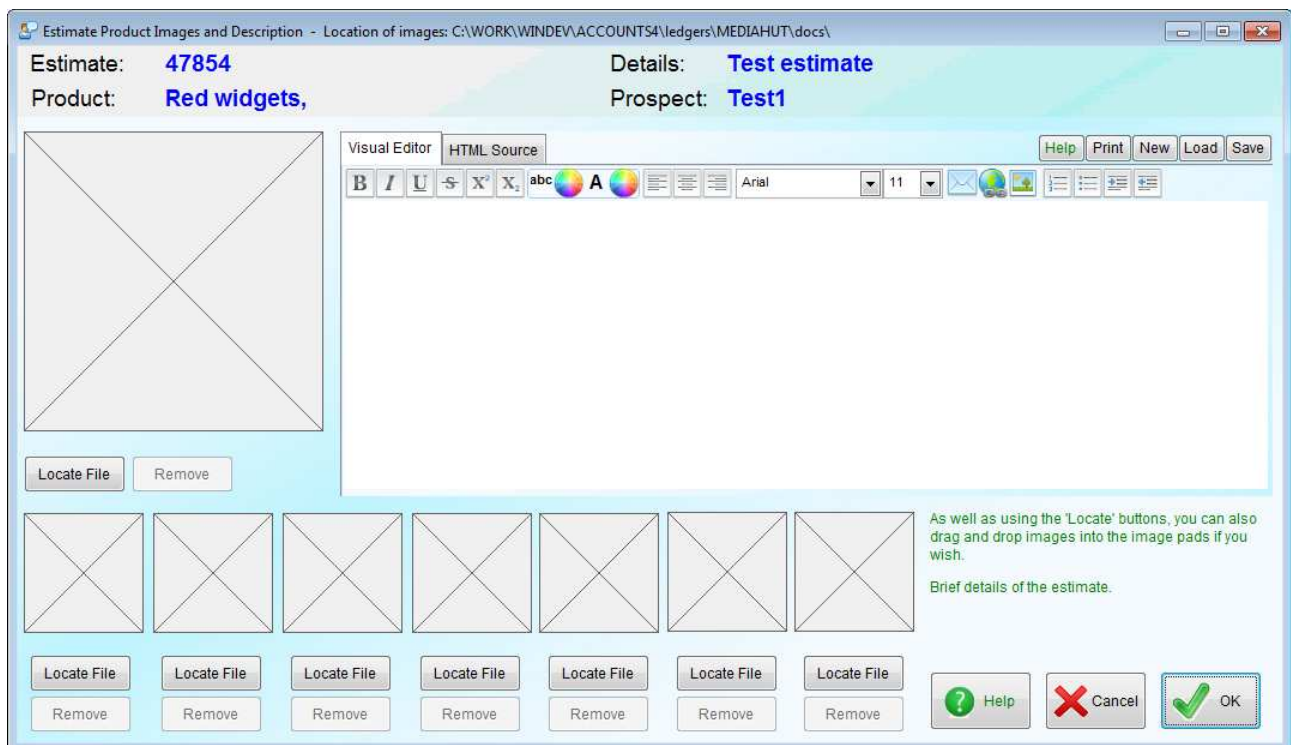 Estimate Product Images and Description - Location of images: C:\WORK\WINDEV\ACCOUNTS4\ledgers\MEDIAHUT\docs\
Estimate: 47854 Details: Test estimate
Product: Red widgets, Prospect: Test1
Visual Editor HTML Source Help Print New Load Save
B I U S X² X₂ abc A Arial 11
Locate File Remove
As well as using the 'Locate' buttons, you can also
drag and drop images into the image pads if you
wish.
Brief details of the estimate.
Locate File Locate File Locate File Locate File Locate File Locate File Locate File
Remove Remove Remove Remove Remove Remove Remove
Help Cancel OK